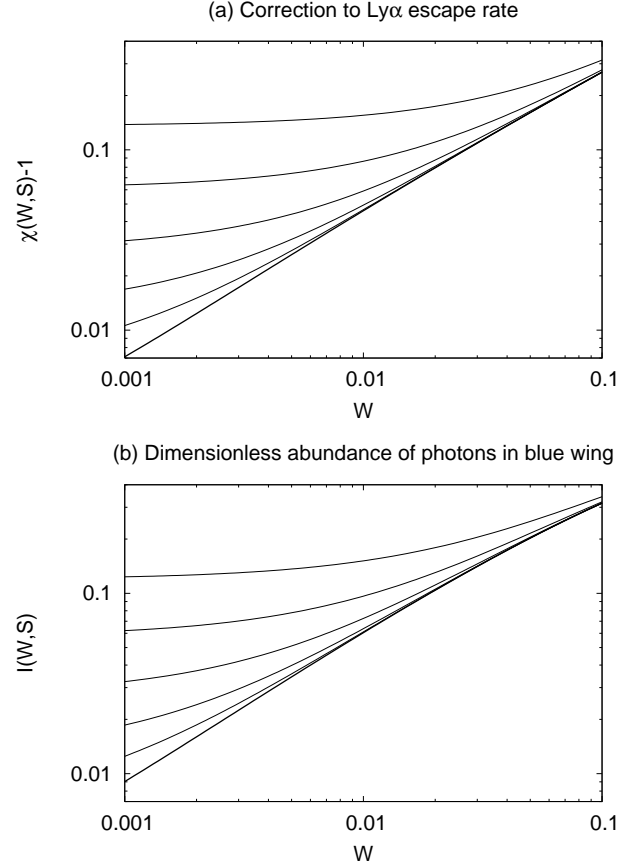 (a) Correction to Lyα escape rate
0.1
0.01
χ(W,S)-1
0.001 0.01 0.1
W
(b) Dimensionless abundance of photons in blue wing
0.1
0.01
I(W,S)
0.001 0.01 0.1
W